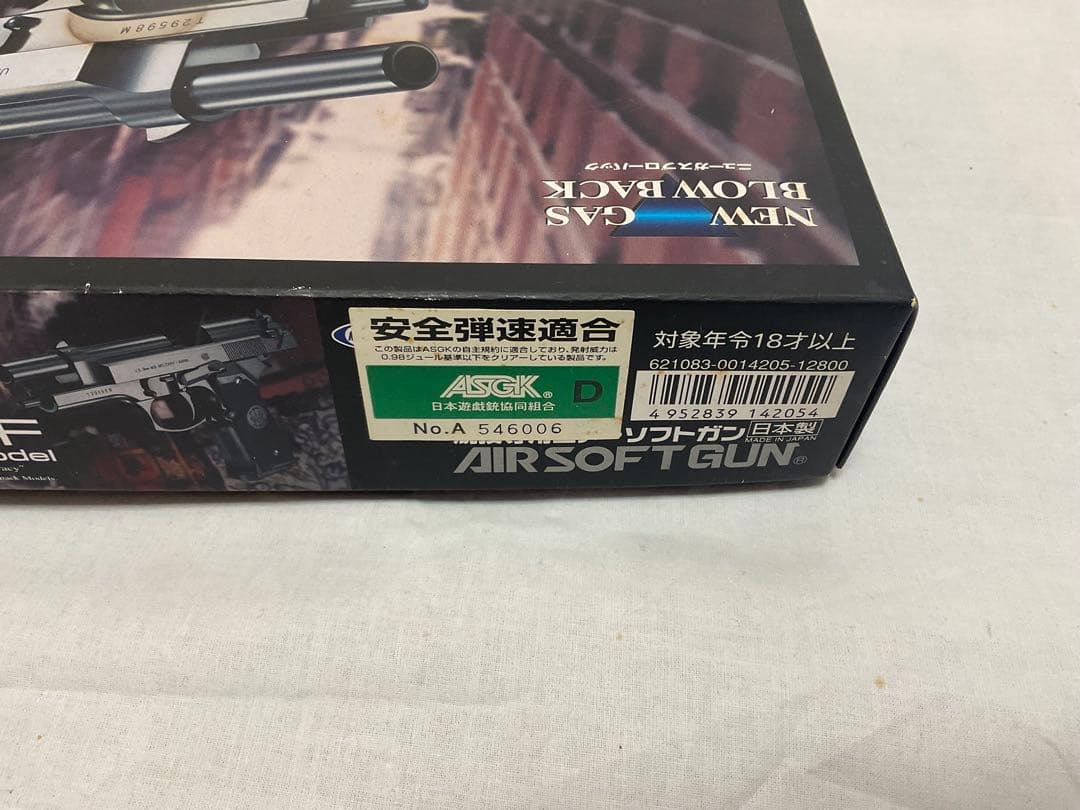 T29598M
NEW GAS
BLOW BACK
ニューガスブローバック
F
odel
安全弾速適合
この製品はASGKの自主規約に適合しており、発射威力は
0.98ジュール基準以下をクリアーしている製品です。
ASGK® D
日本遊戯銃協同組合
No.A 546006
対象年令18才以上
621083-0014205-12800
4 952839 142054
ソフトガン 日本製
MADE IN JAPAN
AIRSOFTGUN®